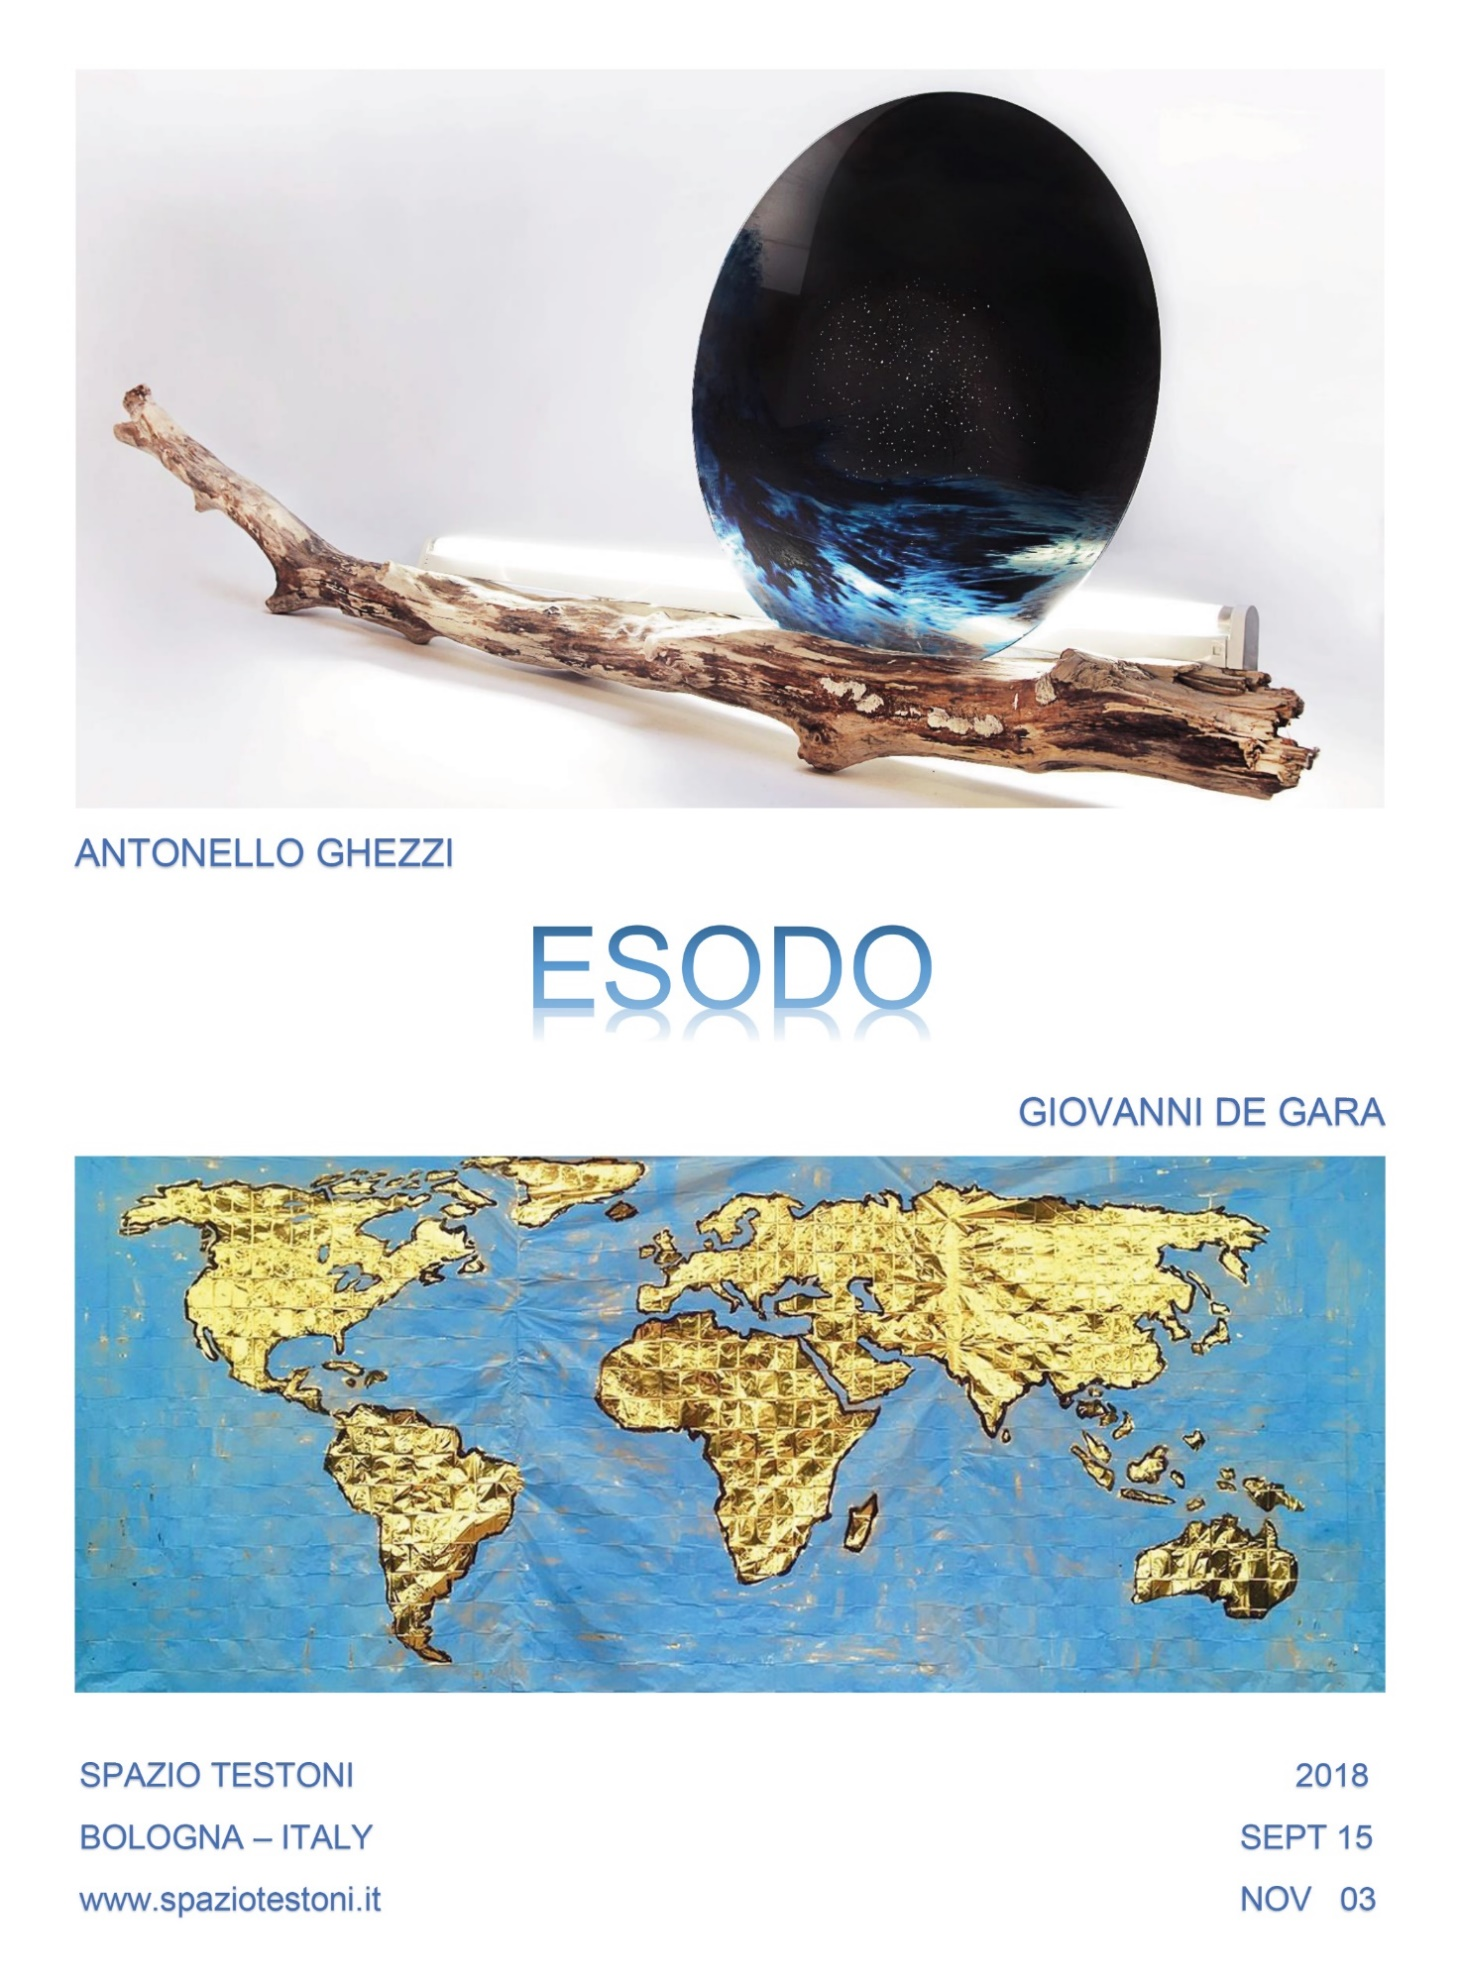 ANTONELLO GHEZZI
ESODO
GIOVANNI DE GARA
SPAZIO TESTONI
2018
BOLOGNA – ITALY
SEPT 15
www.spaziotestoni.it
NOV 03